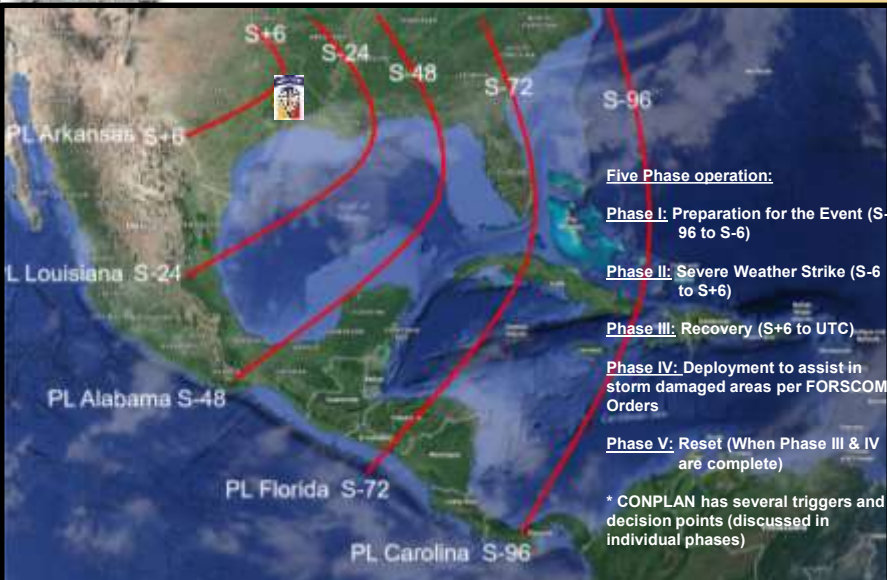 S+6
S-24
S-48
S-72
S-96
PL Arkansas S+6
PL Louisiana S-24
PL Alabama S-48
PL Florida S-72
PL Carolina S-96
Five Phase operation:
Phase I: Preparation for the Event (S-
96 to S-6)
Phase II: Severe Weather Strike (S-6
to S+6)
Phase III: Recovery (S+6 to UTC)
Phase IV: Deployment to assist in
storm damaged areas per FORSCOM
Orders
Phase V: Reset (When Phase III & IV
are complete)
* CONPLAN has several triggers and
decision points (discussed in
individual phases)